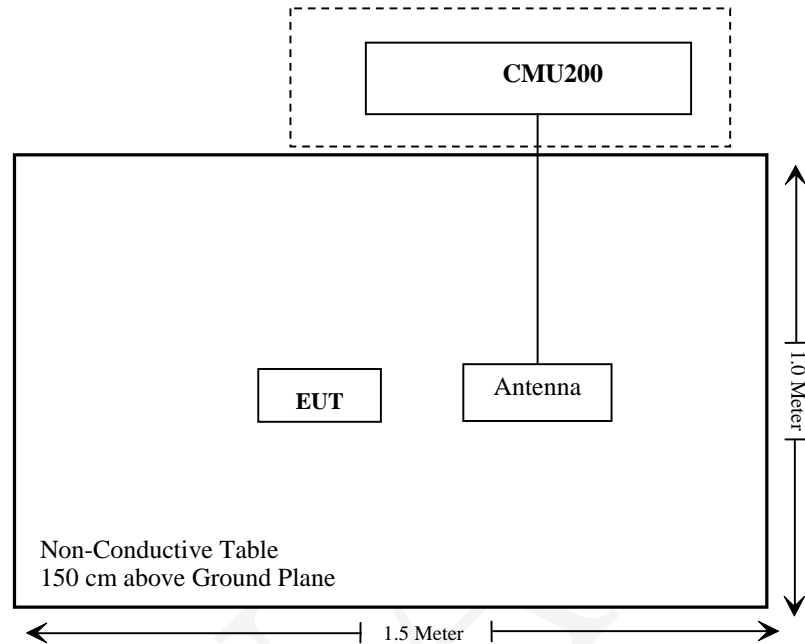 CMU200
EUT
Antenna
1.0 Meter
Non-Conductive Table
150 cm above Ground Plane
1.5 Meter